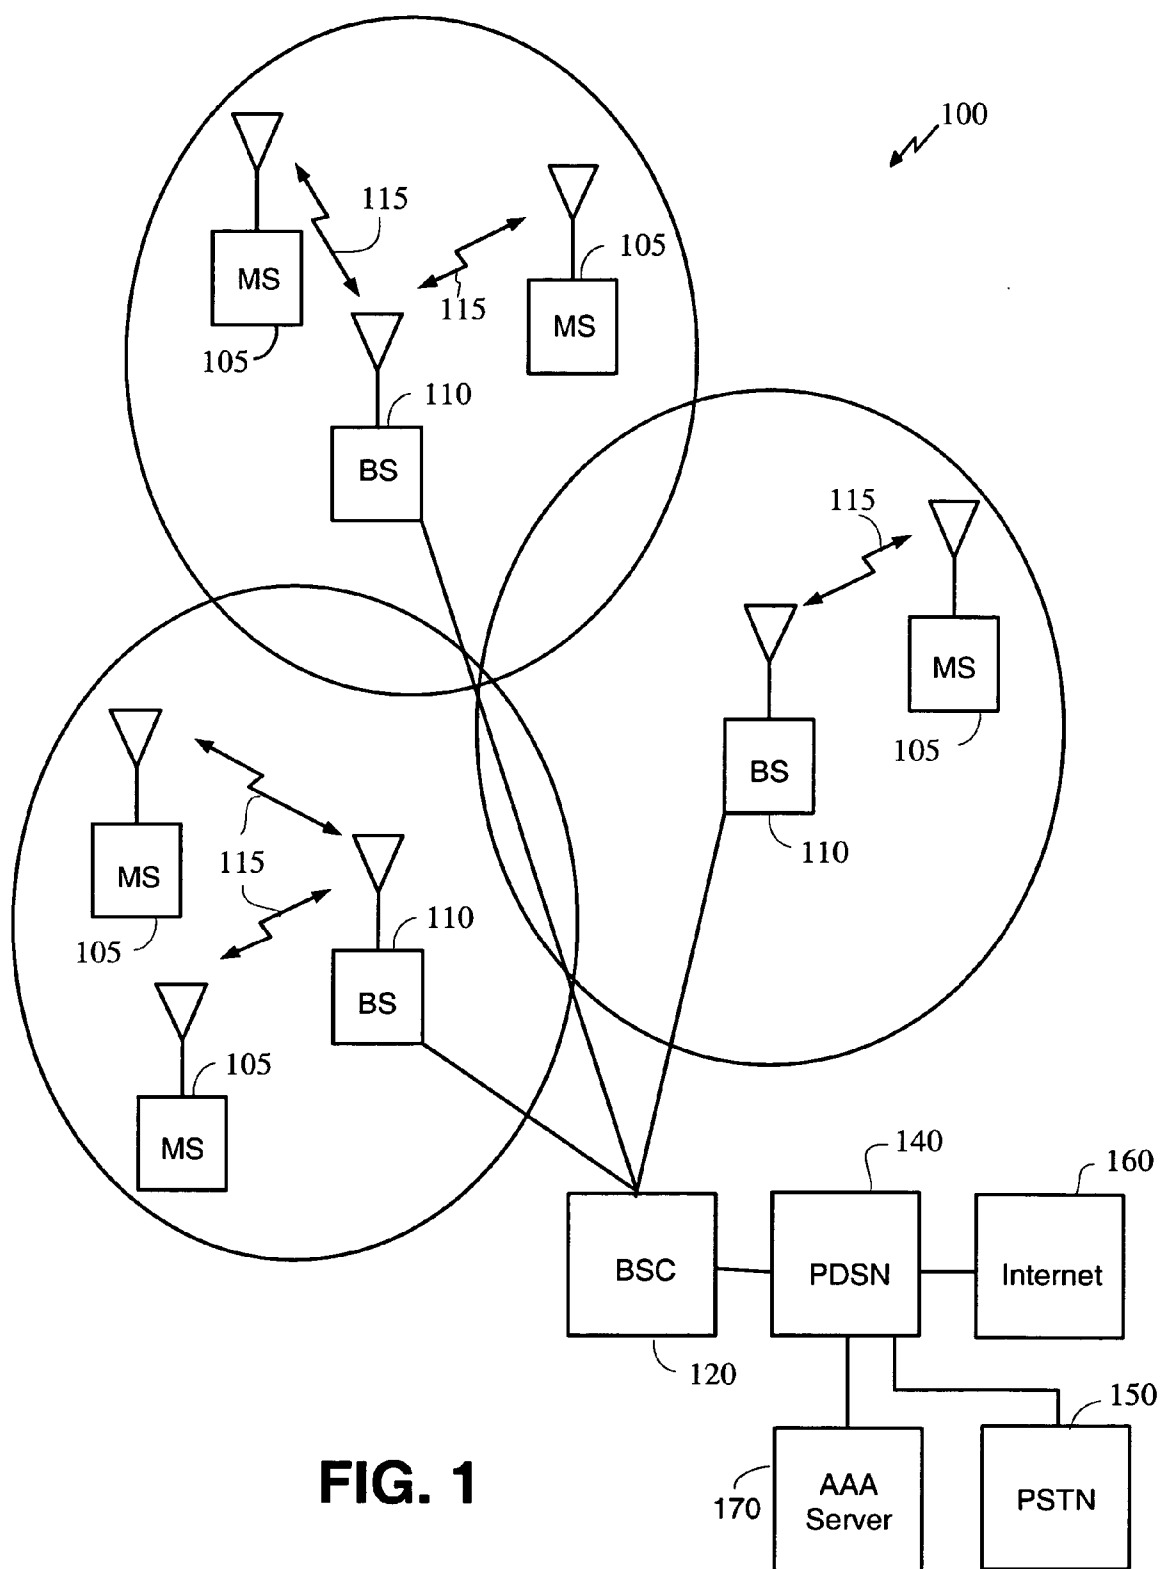 100
115
105
MS
115
MS
105
110
BS
115
MS
105
BS
110
MS
115
105
110
BS
105
MS
140
160
BSC
PDSN
Internet
120
150
170
AAA
Server
PSTN
FIG. 1